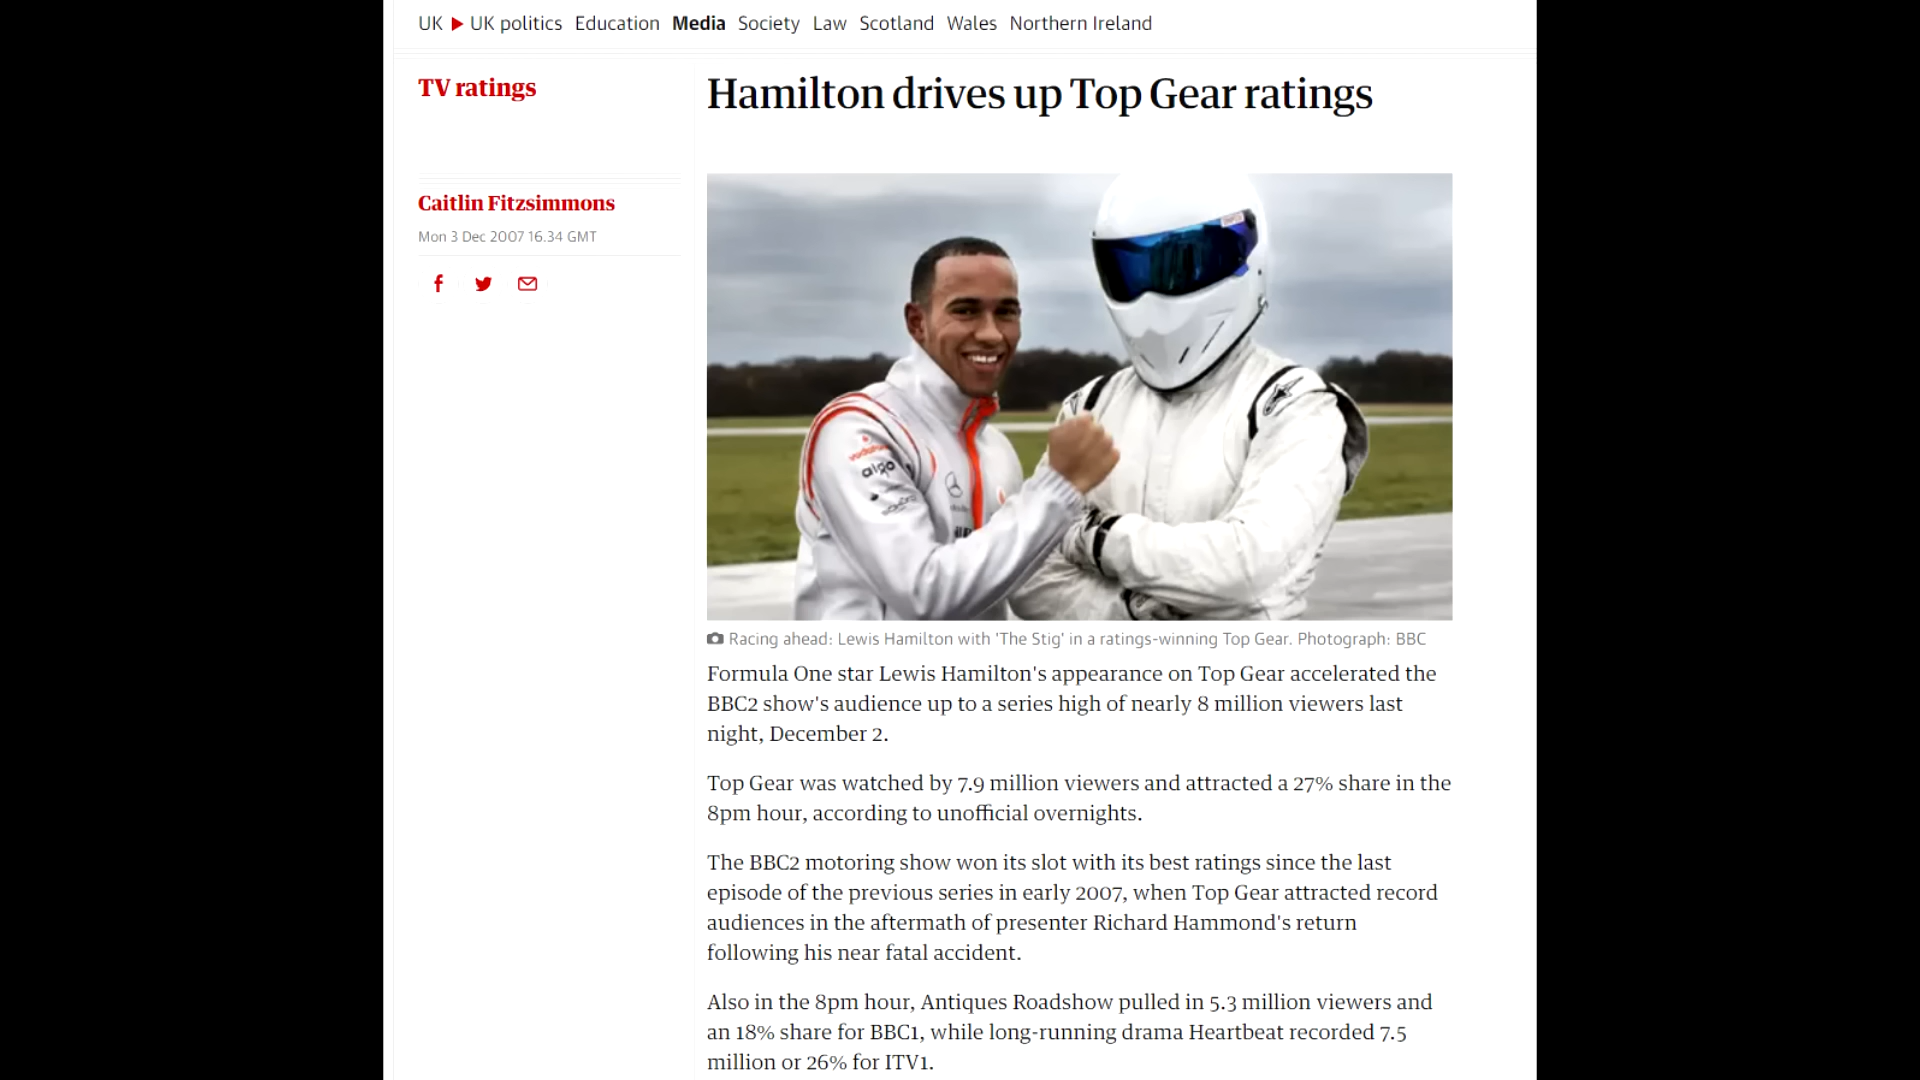 UK UK politics Education Media Society Law Scotland Wales Northern Ireland
TV ratings
Caitlin Fitzsimmons
Mon 3 Dec 2007 16.34 GMT
Hamilton drives up Top Gear ratings
vodafone
aigo
Racing ahead: Lewis Hamilton with 'The Stig' in a ratings-winning Top Gear. Photograph: BBC
Formula One star Lewis Hamilton's appearance on Top Gear accelerated the
BBC2 show's audience up to a series high of nearly 8 million viewers last
night, December 2.
Top Gear was watched by 7.9 million viewers and attracted a 27% share in the
8pm hour, according to unofficial overnights.
The BBC2 motoring show won its slot with its best ratings since the last
episode of the previous series in early 2007, when Top Gear attracted record
audiences in the aftermath of presenter Richard Hammond's return
following his near fatal accident.
Also in the 8pm hour, Antiques Roadshow pulled in 5.3 million viewers and
an 18% share for BBC1, while long-running drama Heartbeat recorded 7.5
million or 26% for ITV1.